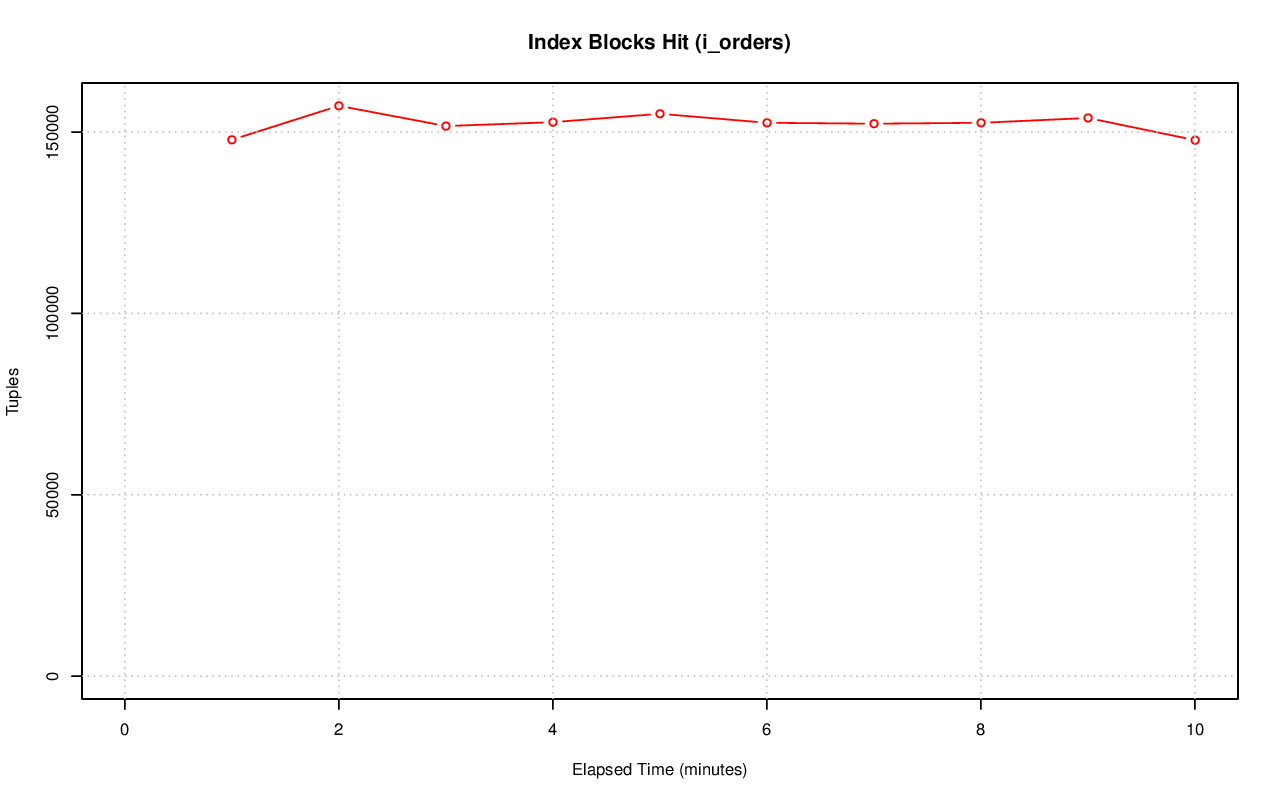 Index Blocks Hit (i_orders)
150000
100000
50000
0
Tuples
0 2 4 6 8 10
Elapsed Time (minutes)